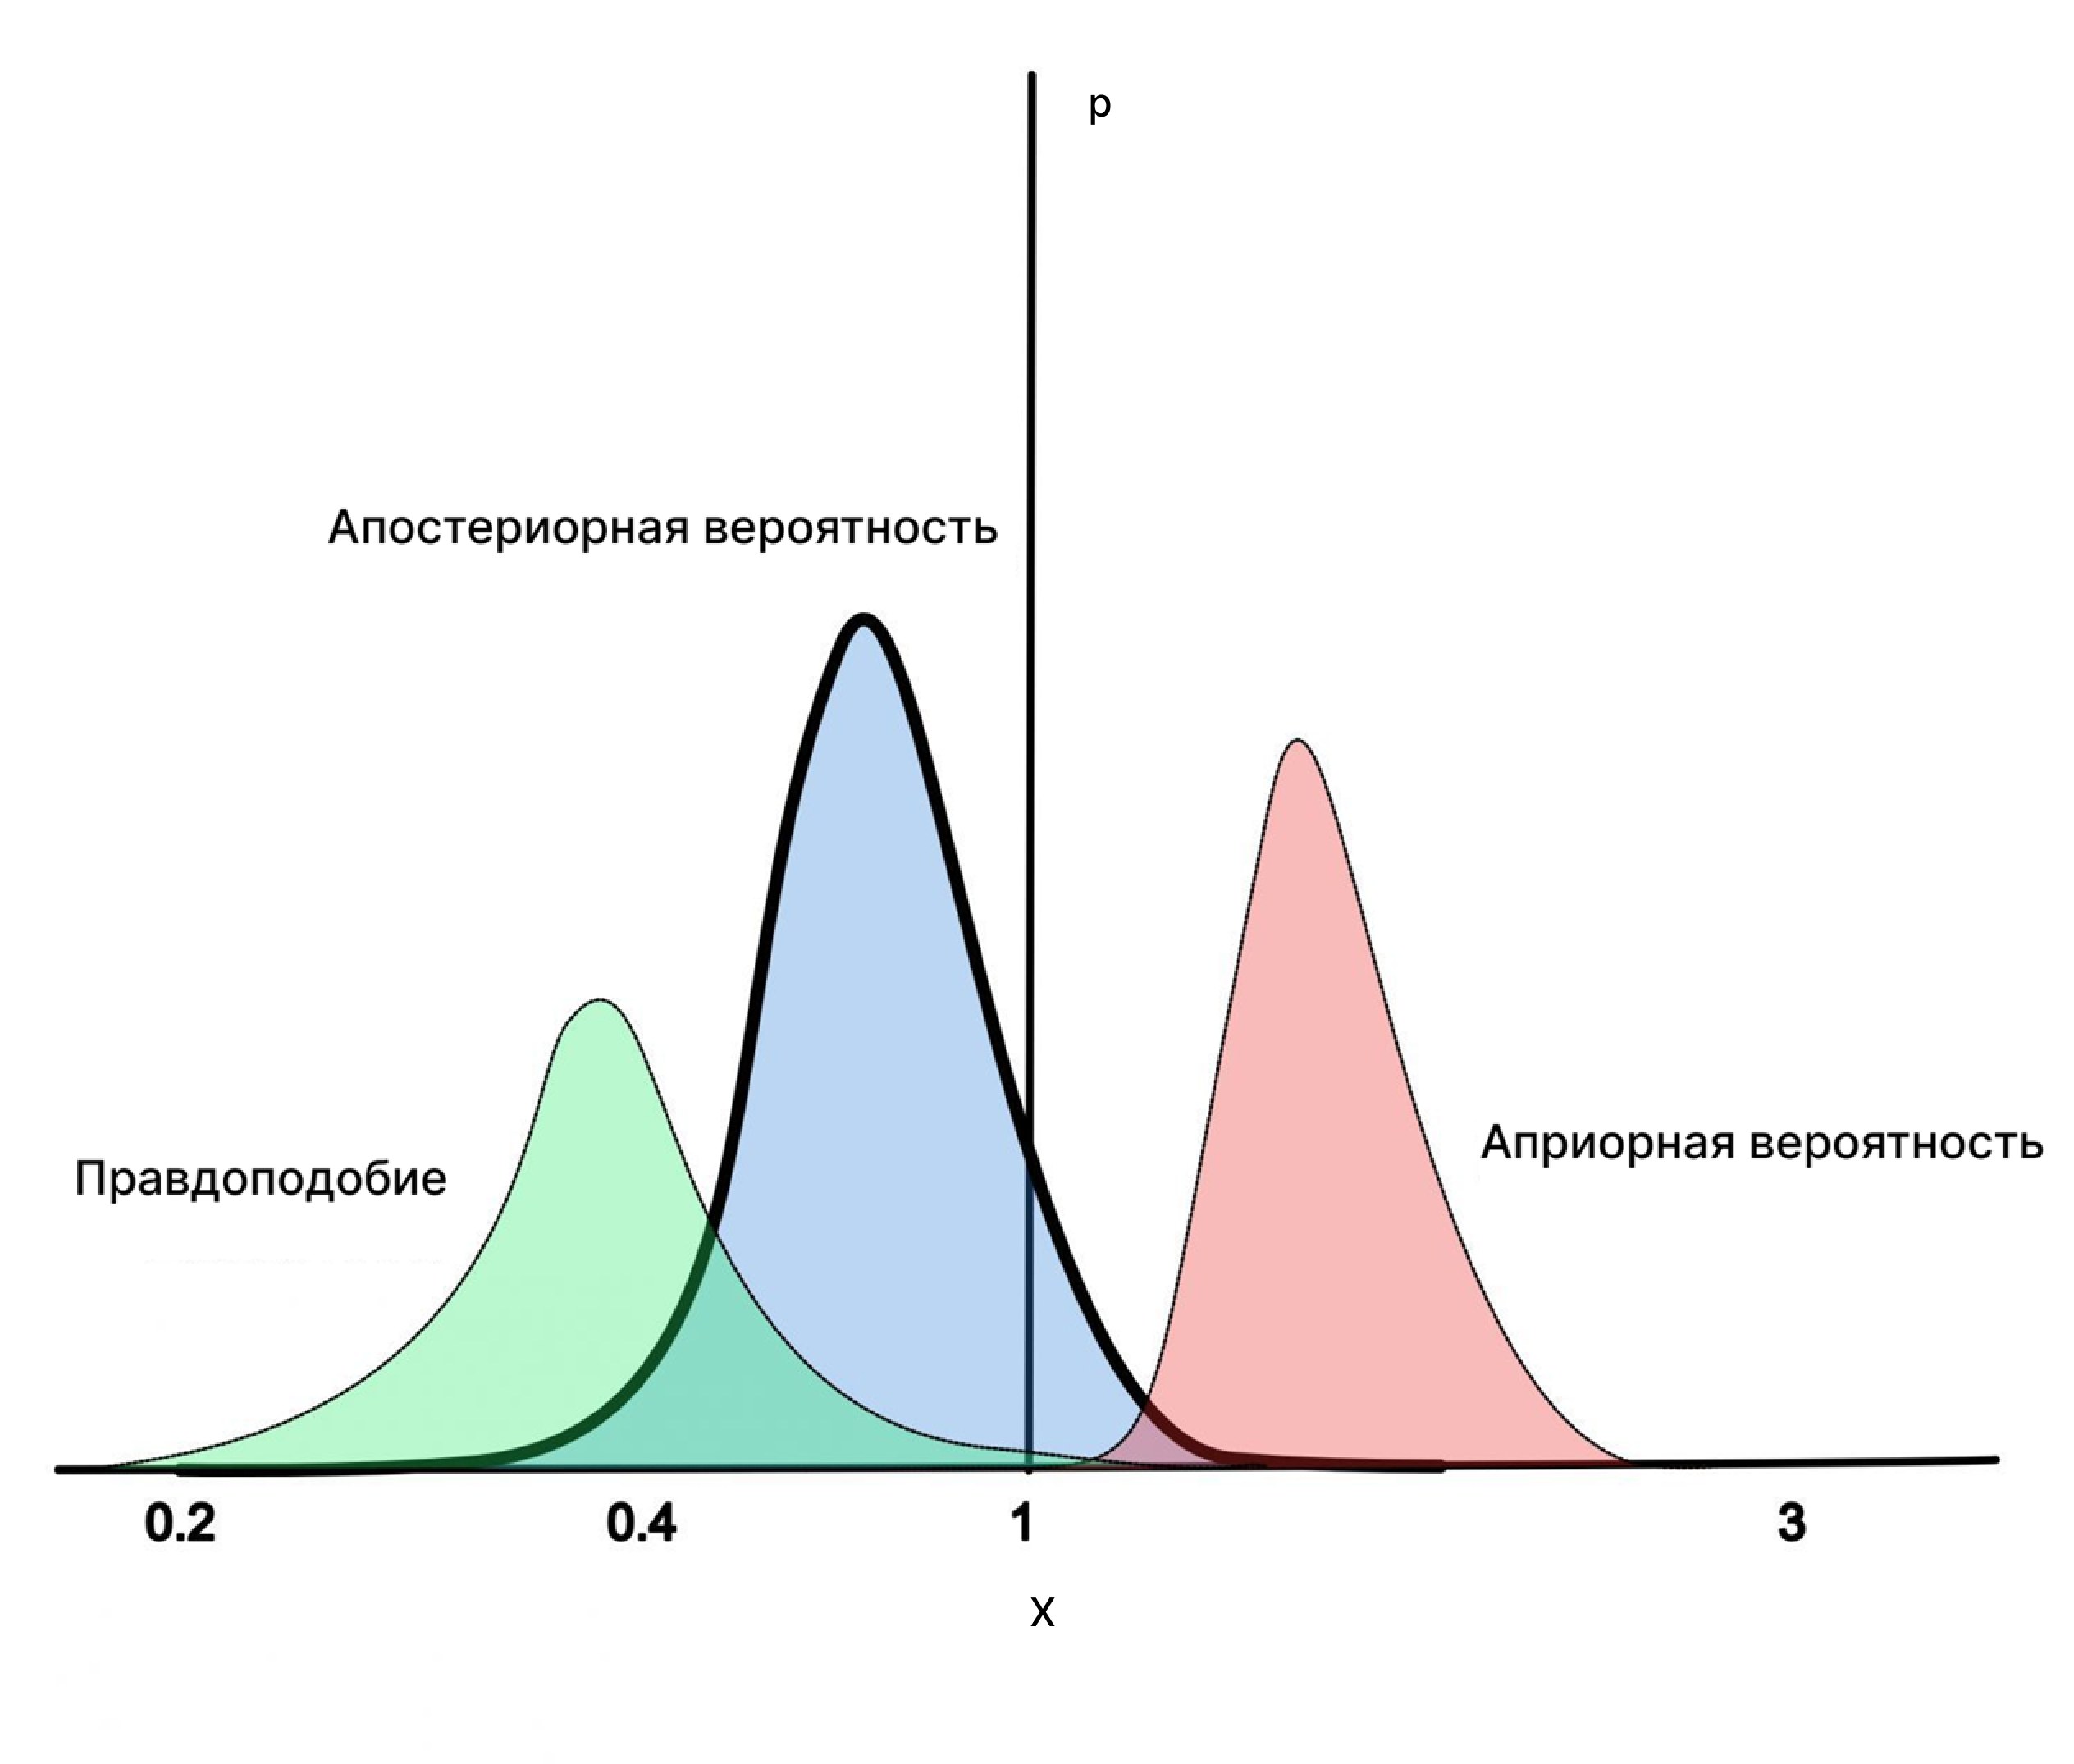 p
Апостериорная вероятность
Априорная вероятность
Правдоподобие
0.2 0.4 1 3
x